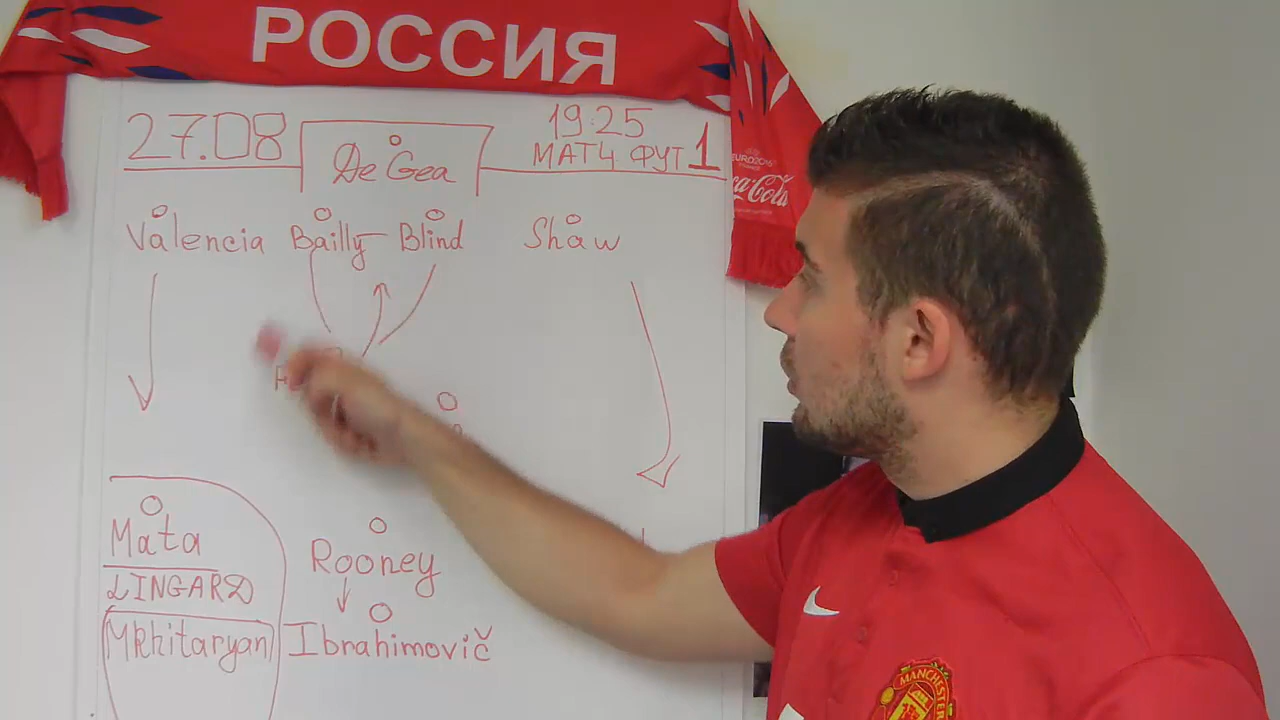 РОССИЯ
27.08
De Gea
19:25
МАТЧ ФУТ 1
EURO2016
Coca-Cola
Valencia Bailly Blind Shaw
Mata
LINGARD
Mkhitaryan
Rooney
Ibrahimovič
MANCHESTER